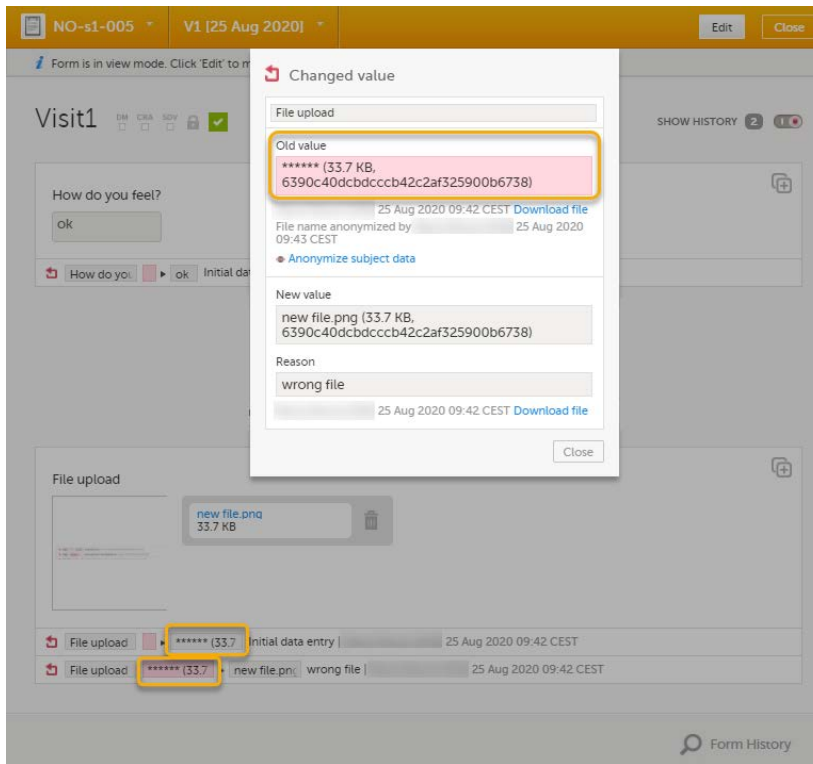 NO-s1-005 V1 [25 Aug 2020] Edit Close
Form is in view mode. Click 'Edit' to m
Visit1 DM CRA SDV SHOW HISTORY 2
How do you feel?
ok
How do you ok Initial dat
Changed value
File upload
Old value
****** (33.7 KB,
6390c40dcbdcccb42c2af325900b6738)
25 Aug 2020 09:42 CEST Download file
File name anonymized by 25 Aug 2020
09:43 CEST
Anonymize subject data
New value
new file.png (33.7 KB,
6390c40dcbdcccb42c2af325900b6738)
Reason
wrong file
25 Aug 2020 09:42 CEST Download file
Close
File upload
new file.png
33.7 KB
File upload ****** (33.7 Initial data entry | 25 Aug 2020 09:42 CEST
File upload ****** (33.7 new file.png wrong file | 25 Aug 2020 09:42 CEST
Form History